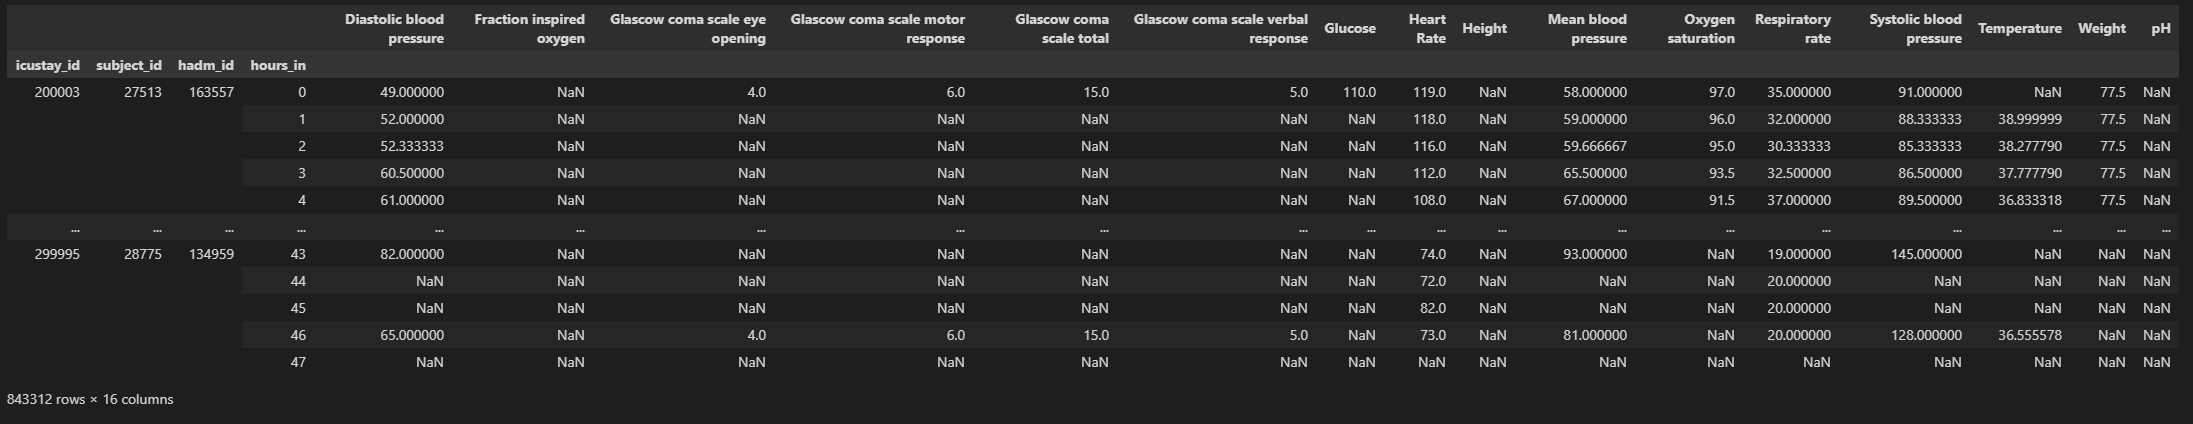 Diastolic blood pressure Fraction inspired oxygen Glascow coma scale eye opening Glascow coma scale motor response Glascow coma scale total Glascow coma scale verbal response Glucose Heart Rate Height Mean blood pressure Oxygen saturation Respiratory rate Systolic blood pressure Temperature Weight pH
icustay_id subject_id hadm_id hours_in
200003 27513 163557 0 49.000000 NaN 4.0 6.0 15.0 5.0 110.0 119.0 NaN 58.000000 97.0 35.000000 91.000000 NaN 77.5 NaN
1 52.000000 NaN NaN NaN NaN NaN NaN 118.0 NaN 59.000000 96.0 32.000000 88.333333 38.999999 77.5 NaN
2 52.333333 NaN NaN NaN NaN NaN NaN 116.0 NaN 59.666667 95.0 30.333333 85.333333 38.277790 77.5 NaN
3 60.500000 NaN NaN NaN NaN NaN NaN 112.0 NaN 65.500000 93.5 32.500000 86.500000 37.777790 77.5 NaN
4 61.000000 NaN NaN NaN NaN NaN NaN 108.0 NaN 67.000000 91.5 37.000000 89.500000 36.833318 77.5 NaN
... ... ... ... ... ... ... ... ... ... ... ... ... ... ... ... ... ... ... ...
299995 28775 134959 43 82.000000 NaN NaN NaN NaN NaN NaN 74.0 NaN 93.000000 NaN 19.000000 145.000000 NaN NaN NaN
44 NaN NaN NaN NaN NaN NaN NaN 72.0 NaN NaN NaN 20.000000 NaN NaN NaN NaN
45 NaN NaN NaN NaN NaN NaN NaN 82.0 NaN NaN NaN 20.000000 NaN NaN NaN NaN
46 65.000000 NaN 4.0 6.0 15.0 5.0 NaN 73.0 NaN 81.000000 NaN 20.000000 128.000000 36.555578 NaN NaN
47 NaN NaN NaN NaN NaN NaN NaN NaN NaN NaN NaN NaN NaN NaN NaN NaN
843312 rows × 16 columns